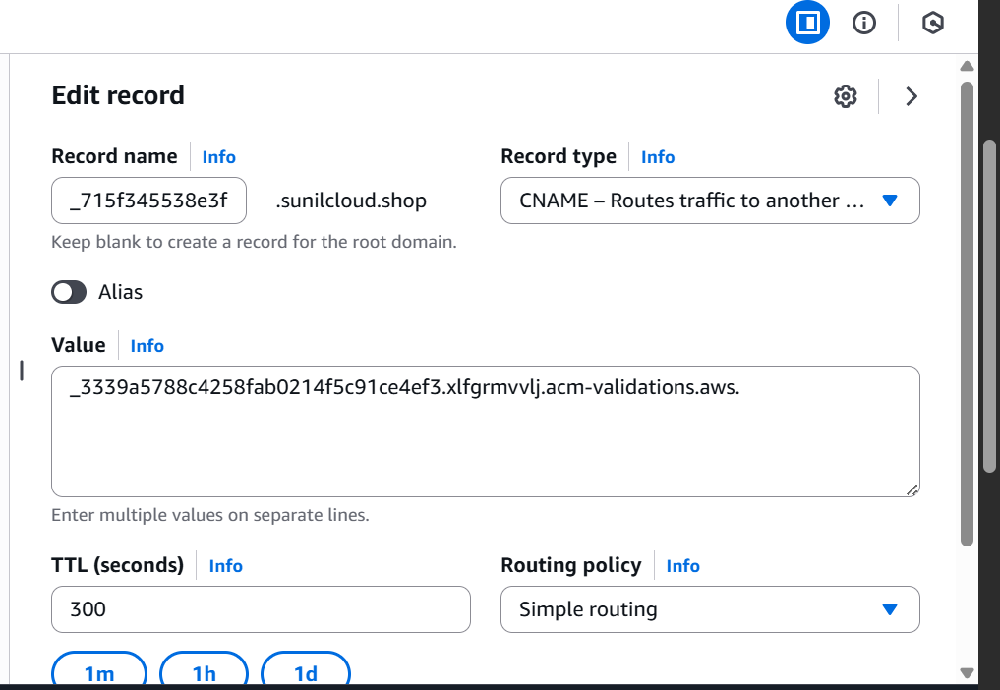 Edit record
Record name Info
Record type Info
_715f345538e3f .sunilcloud.shop
CNAME – Routes traffic to another ...
Keep blank to create a record for the root domain.
Alias
Value Info
_3339a5788c4258fab0214f5c91ce4ef3.xlfgrmvvlj.acm-validations.aws.
Enter multiple values on separate lines.
TTL (seconds) Info
Routing policy Info
300
Simple routing
1m 1h 1d